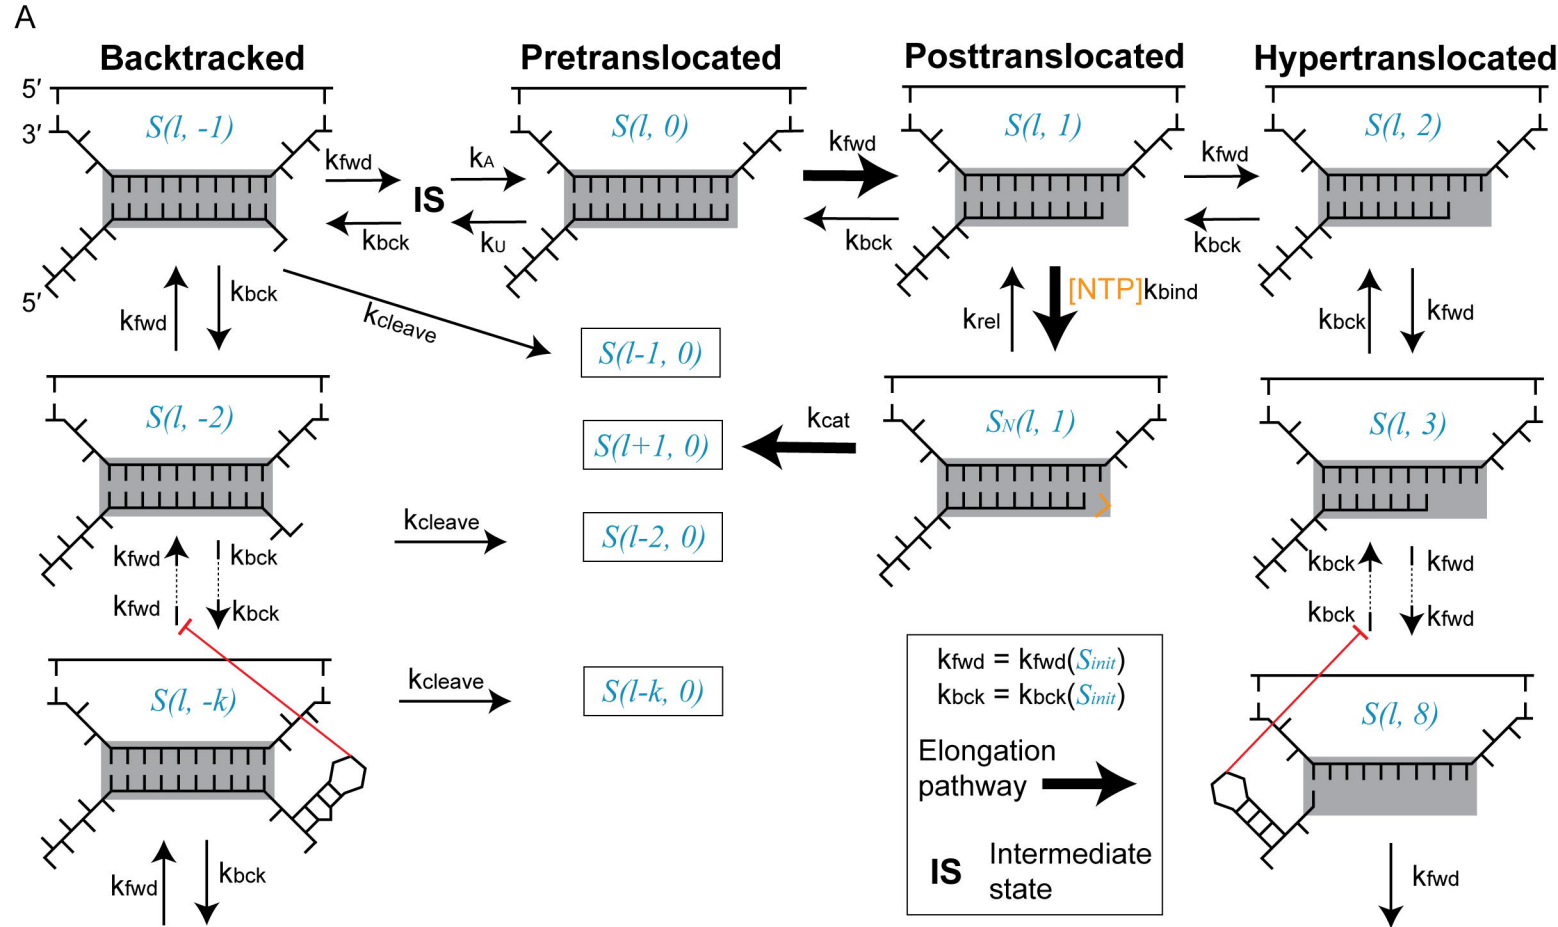 A
Backtracked
Pretranslocated
Posttranslocated
Hypertranslocated
5′
3′
5′
S(l, -1)
S(l, 0)
S(l, 1)
S(l, 2)
kfwd
IS
kbck
kA
kU
kfwd
kbck
kfwd
kbck
kfwd
kbck
kcleave
krel
[NTP]kbind
kbck
kfwd
S(l-1, 0)
S(l, -2)
S(l+1, 0)
kcat
SN(l, 1)
S(l, 3)
kcleave
S(l-2, 0)
kfwd
kbck
kfwd
kbck
kbck
kfwd
kbck
kfwd
S(l, -k)
kcleave
S(l-k, 0)
kfwd = kfwd(Sinit)
kbck = kbck(Sinit)
Elongation
pathway
IS
Intermediate
state
S(l, 8)
kfwd
kbck
kfwd